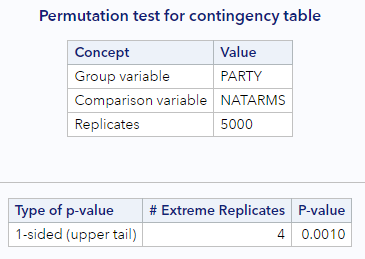 Permutation test for contingency table
Concept Value
Group variable PARTY
Comparison variable NATARMS
Replicates 5000
Type of p-value # Extreme Replicates P-value
1-sided (upper tail) 4 0.0010